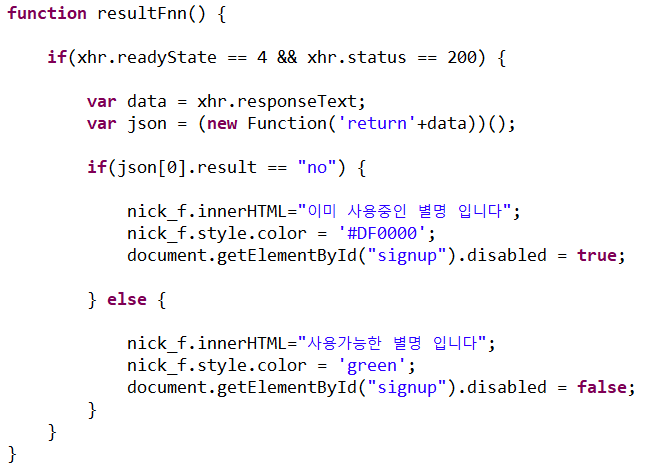 function resultFnn() {
if(xhr.readyState == 4 && xhr.status == 200) {
var data = xhr.responseText;
var json = (new Function('return'+data))();
if(json[0].result == "no") {
nick_f.innerHTML="이미 사용중인 별명 입니다";
nick_f.style.color = '#DF0000';
document.getElementById("signup").disabled = true;
} else {
nick_f.innerHTML="사용가능한 별명 입니다";
nick_f.style.color = 'green';
document.getElementById("signup").disabled = false;
}
}
}